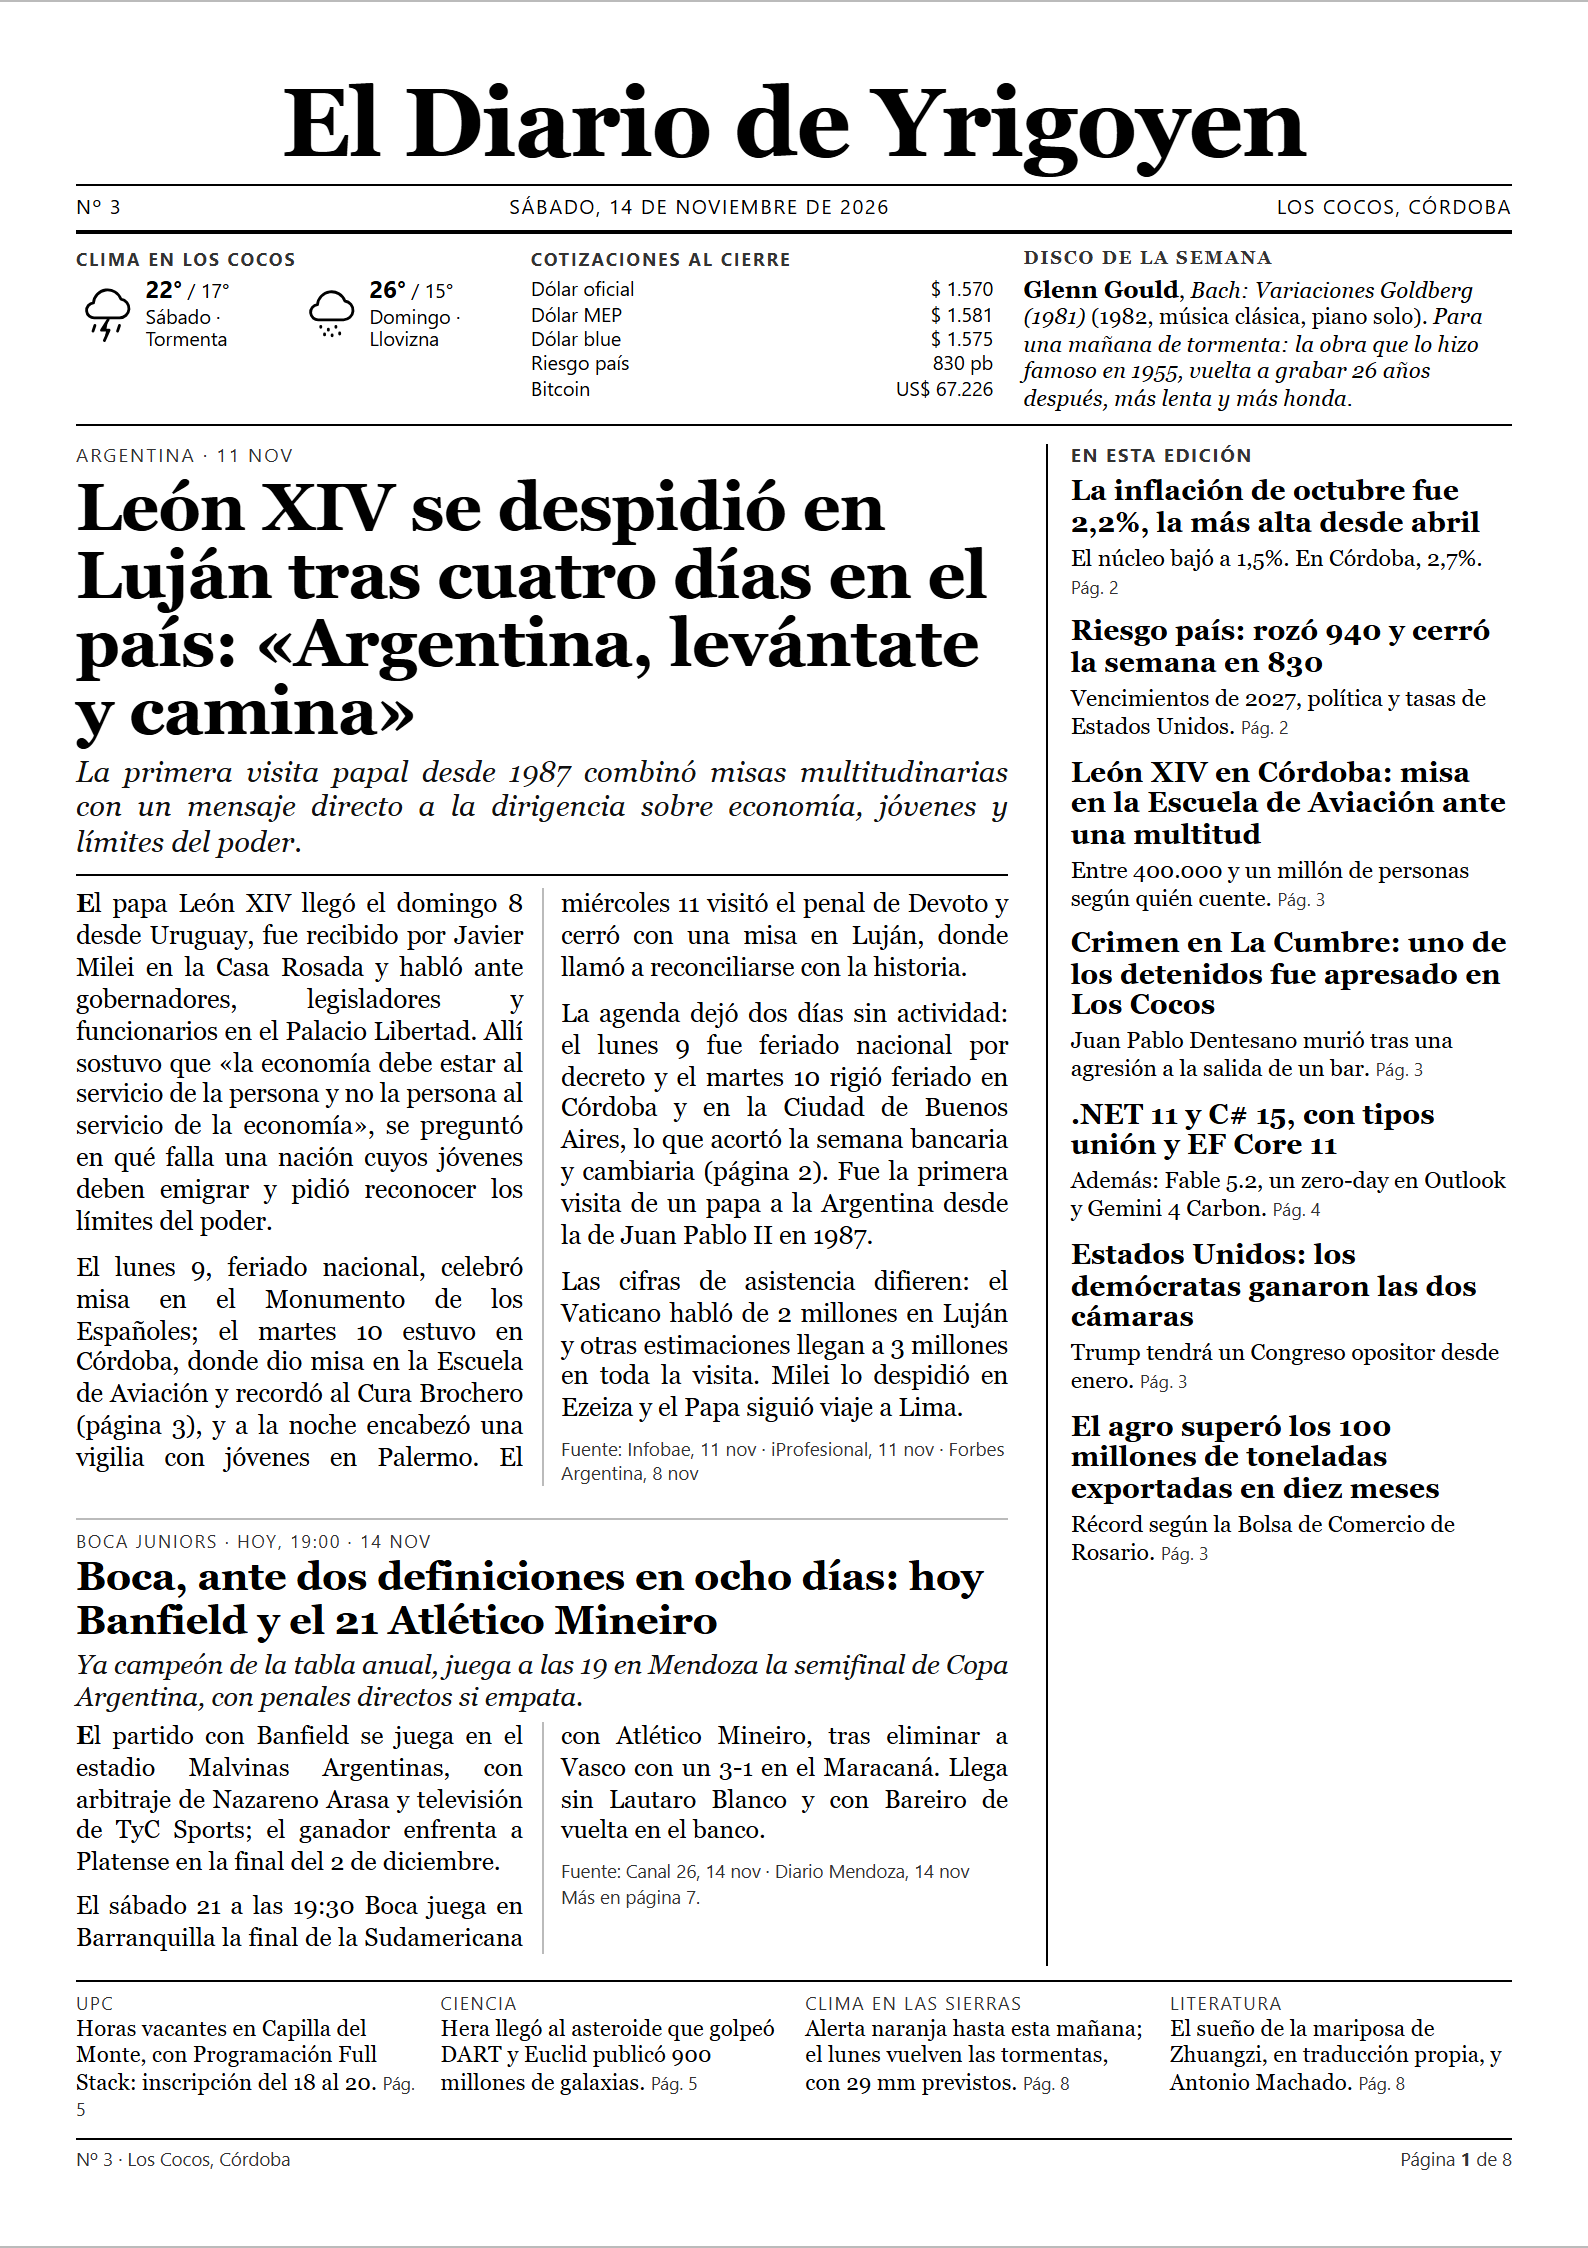 El Diario de Yrigoyen
Nº 3
SÁBADO, 14 DE NOVIEMBRE DE 2026
LOS COCOS, CÓRDOBA
CLIMA EN LOS COCOS
22° / 17°
Sábado ·
Tormenta
26° / 15°
Domingo ·
Llovizna
COTIZACIONES AL CIERRE
Dólar oficial $ 1.570
Dólar MEP $ 1.581
Dólar blue $ 1.575
Riesgo país 830 pb
Bitcoin US$ 67.226
DISCO DE LA SEMANA
Glenn Gould, Bach: Variaciones Goldberg
(1981) (1982, música clásica, piano solo). Para
una mañana de tormenta: la obra que lo hizo
famoso en 1955, vuelta a grabar 26 años
después, más lenta y más honda.
ARGENTINA · 11 NOV
León XIV se despidió en
Luján tras cuatro días en el
país: «Argentina, levántate
y camina»
La primera visita papal desde 1987 combinó misas multitudinarias
con un mensaje directo a la dirigencia sobre economía, jóvenes y
límites del poder.
El papa León XIV llegó el domingo 8
desde Uruguay, fue recibido por Javier
Milei en la Casa Rosada y habló ante
gobernadores, legisladores y
funcionarios en el Palacio Libertad. Allí
sostuvo que «la economía debe estar al
servicio de la persona y no la persona al
servicio de la economía», se preguntó
en qué falla una nación cuyos jóvenes
deben emigrar y pidió reconocer los
límites del poder.
El lunes 9, feriado nacional, celebró
misa en el Monumento de los
Españoles; el martes 10 estuvo en
Córdoba, donde dio misa en la Escuela
de Aviación y recordó al Cura Brochero
(página 3), y a la noche encabezó una
vigilia con jóvenes en Palermo. El
miércoles 11 visitó el penal de Devoto y
cerró con una misa en Luján, donde
llamó a reconciliarse con la historia.
La agenda dejó dos días sin actividad:
el lunes 9 fue feriado nacional por
decreto y el martes 10 rigió feriado en
Córdoba y en la Ciudad de Buenos
Aires, lo que acortó la semana bancaria
y cambiaria (página 2). Fue la primera
visita de un papa a la Argentina desde
la de Juan Pablo II en 1987.
Las cifras de asistencia difieren: el
Vaticano habló de 2 millones en Luján
y otras estimaciones llegan a 3 millones
en toda la visita. Milei lo despidió en
Ezeiza y el Papa siguió viaje a Lima.
Fuente: Infobae, 11 nov · iProfesional, 11 nov · Forbes
Argentina, 8 nov
BOCA JUNIORS · HOY, 19:00 · 14 NOV
Boca, ante dos definiciones en ocho días: hoy
Banfield y el 21 Atlético Mineiro
Ya campeón de la tabla anual, juega a las 19 en Mendoza la semifinal de Copa
Argentina, con penales directos si empata.
El partido con Banfield se juega en el
estadio Malvinas Argentinas, con
arbitraje de Nazareno Arasa y televisión
de TyC Sports; el ganador enfrenta a
Platense en la final del 2 de diciembre.
El sábado 21 a las 19:30 Boca juega en
Barranquilla la final de la Sudamericana
con Atlético Mineiro, tras eliminar a
Vasco con un 3-1 en el Maracaná. Llega
sin Lautaro Blanco y con Bareiro de
vuelta en el banco.
Fuente: Canal 26, 14 nov · Diario Mendoza, 14 nov
Más en página 7.
EN ESTA EDICIÓN
La inflación de octubre fue
2,2%, la más alta desde abril
El núcleo bajó a 1,5%. En Córdoba, 2,7%.
Pág. 2
Riesgo país: rozó 940 y cerró
la semana en 830
Vencimientos de 2027, política y tasas de
Estados Unidos. Pág. 2
León XIV en Córdoba: misa
en la Escuela de Aviación ante
una multitud
Entre 400.000 y un millón de personas
según quién cuente. Pág. 3
Crimen en La Cumbre: uno de
los detenidos fue apresado en
Los Cocos
Juan Pablo Dentesano murió tras una
agresión a la salida de un bar. Pág. 3
.NET 11 y C# 15, con tipos
unión y EF Core 11
Además: Fable 5.2, un zero-day en Outlook
y Gemini 4 Carbon. Pág. 4
Estados Unidos: los
demócratas ganaron las dos
cámaras
Trump tendrá un Congreso opositor desde
enero. Pág. 3
El agro superó los 100
millones de toneladas
exportadas en diez meses
Récord según la Bolsa de Comercio de
Rosario. Pág. 3
UPC
Horas vacantes en Capilla del
Monte, con Programación Full
Stack: inscripción del 18 al 20. Pág.
5
CIENCIA
Hera llegó al asteroide que golpeó
DART y Euclid publicó 900
millones de galaxias. Pág. 5
CLIMA EN LAS SIERRAS
Alerta naranja hasta esta mañana;
el lunes vuelven las tormentas,
con 29 mm previstos. Pág. 8
LITERATURA
El sueño de la mariposa de
Zhuangzi, en traducción propia, y
Antonio Machado. Pág. 8
Nº 3 · Los Cocos, Córdoba
Página 1 de 8